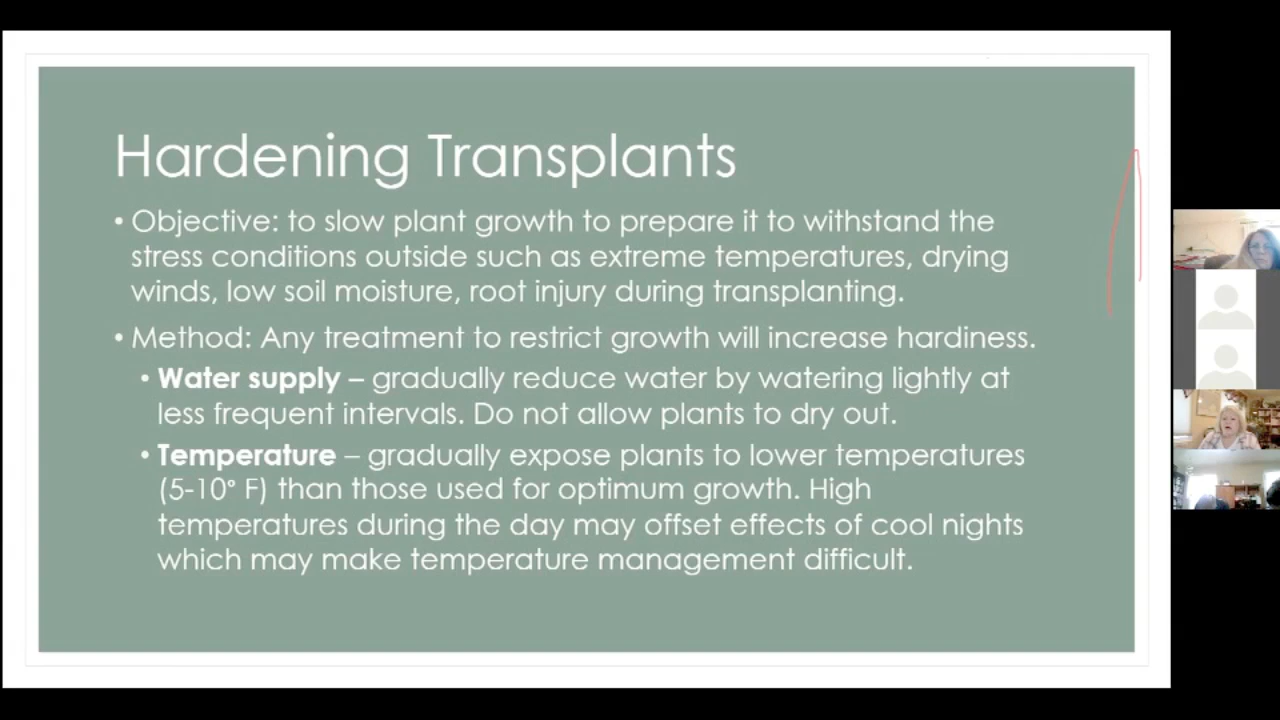 Hardening Transplants
• Objective: to slow plant growth to prepare it to withstand the
stress conditions outside such as extreme temperatures, drying
winds, low soil moisture, root injury during transplanting.
• Method: Any treatment to restrict growth will increase hardiness.
• Water supply – gradually reduce water by watering lightly at
less frequent intervals. Do not allow plants to dry out.
• Temperature – gradually expose plants to lower temperatures
(5-10° F) than those used for optimum growth. High
temperatures during the day may offset effects of cool nights
which may make temperature management difficult.